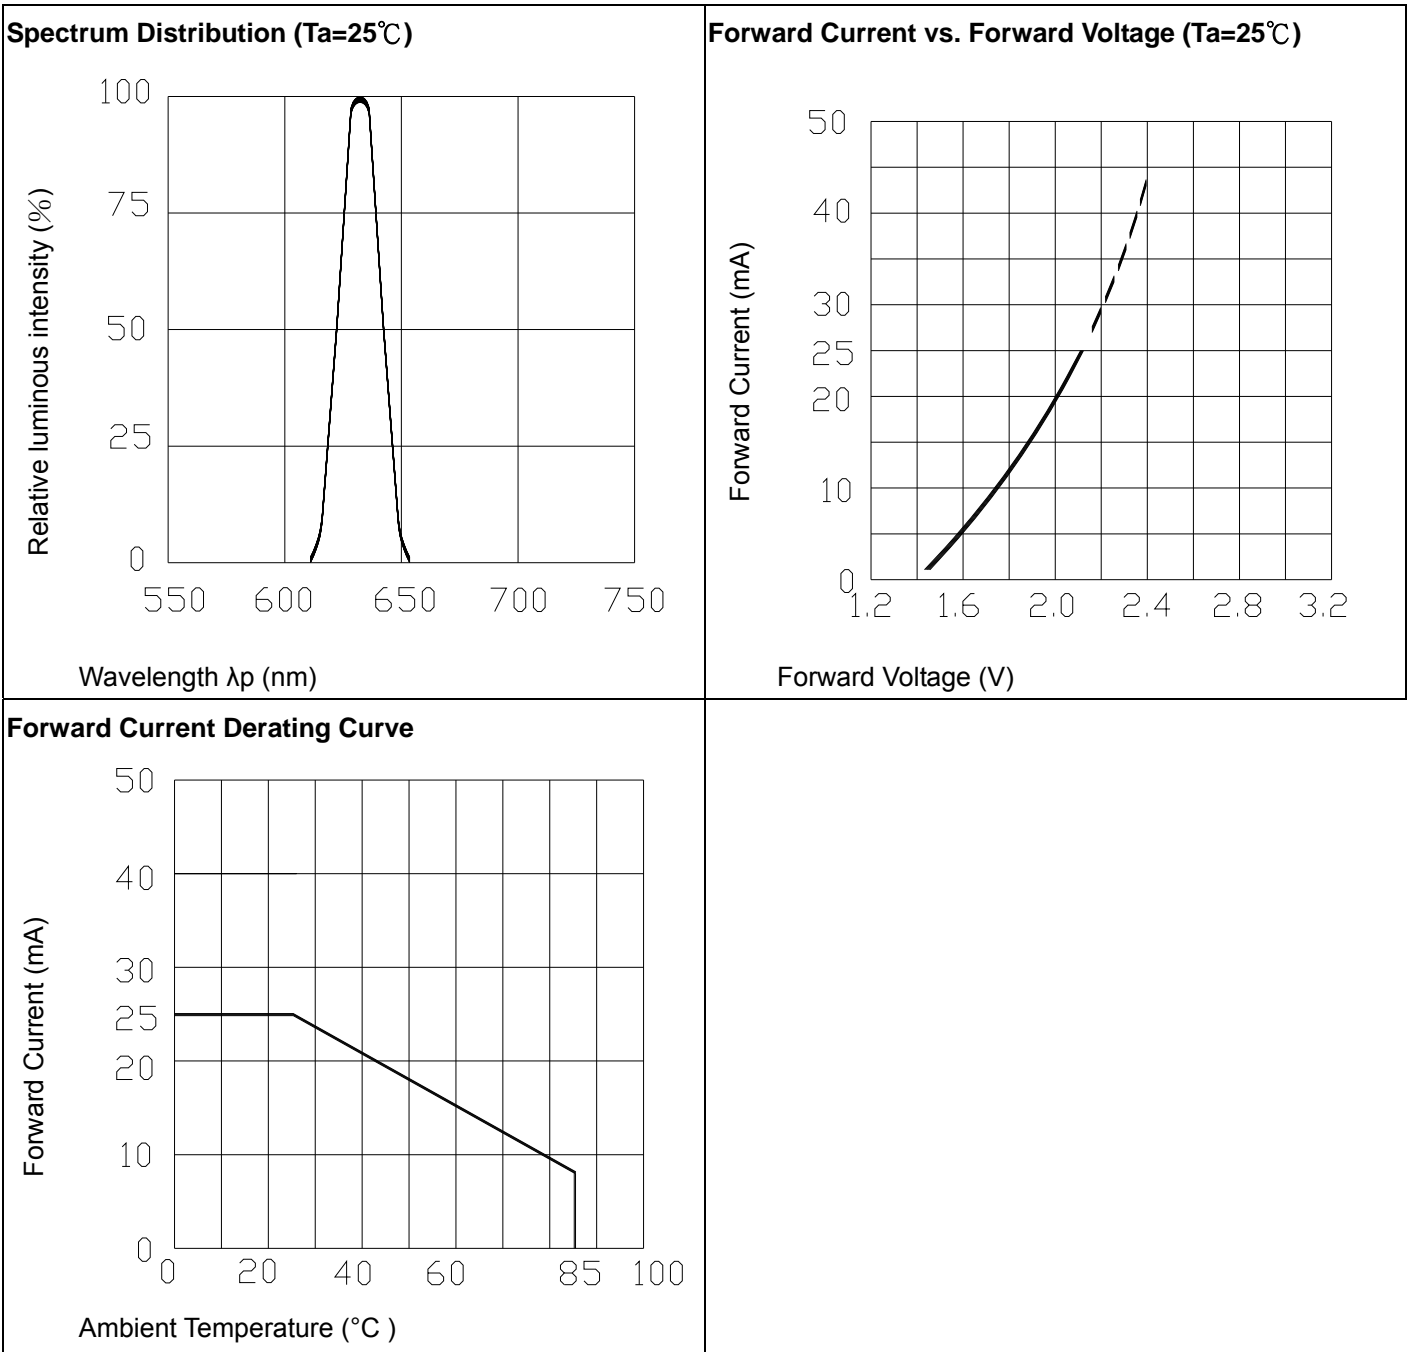 Spectrum Distribution (Ta=25℃)
100
75
50
25
0
550 600 650 700 750
Relative luminous intensity (%)
Wavelength λp (nm)
Forward Current vs. Forward Voltage (Ta=25℃)
50
40
30
25
20
10
0
1.2 1.6 2.0 2.4 2.8 3.2
Forward Current (mA)
Forward Voltage (V)
Forward Current Derating Curve
50
40
30
25
20
10
0
0 20 40 60 85 100
Forward Current (mA)
Ambient Temperature (°C )